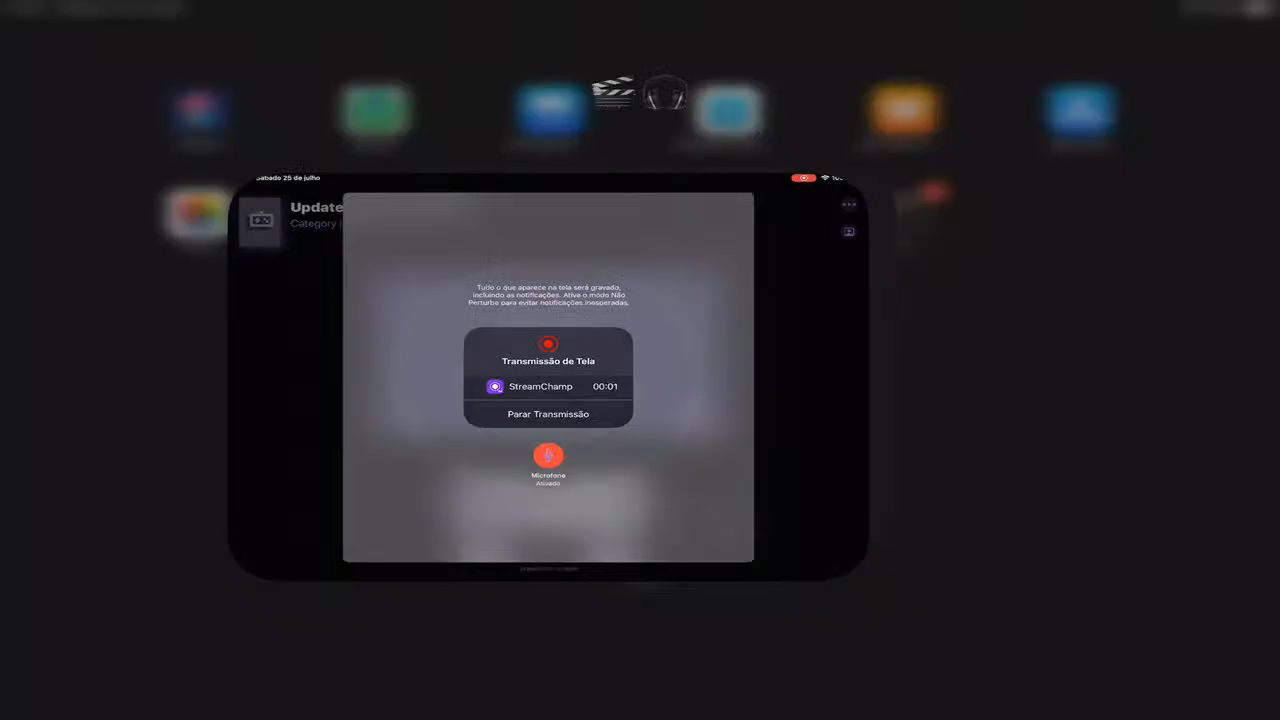 Sábado 25 de julho
Update
Category
Tudo o que aparece na tela será gravado,
incluindo as notificações. Ative o modo Não
Perturbe para evitar notificações inesperadas.
Transmissão de Tela
StreamChamp 00:01
Parar Transmissão
Microfone
Ativado